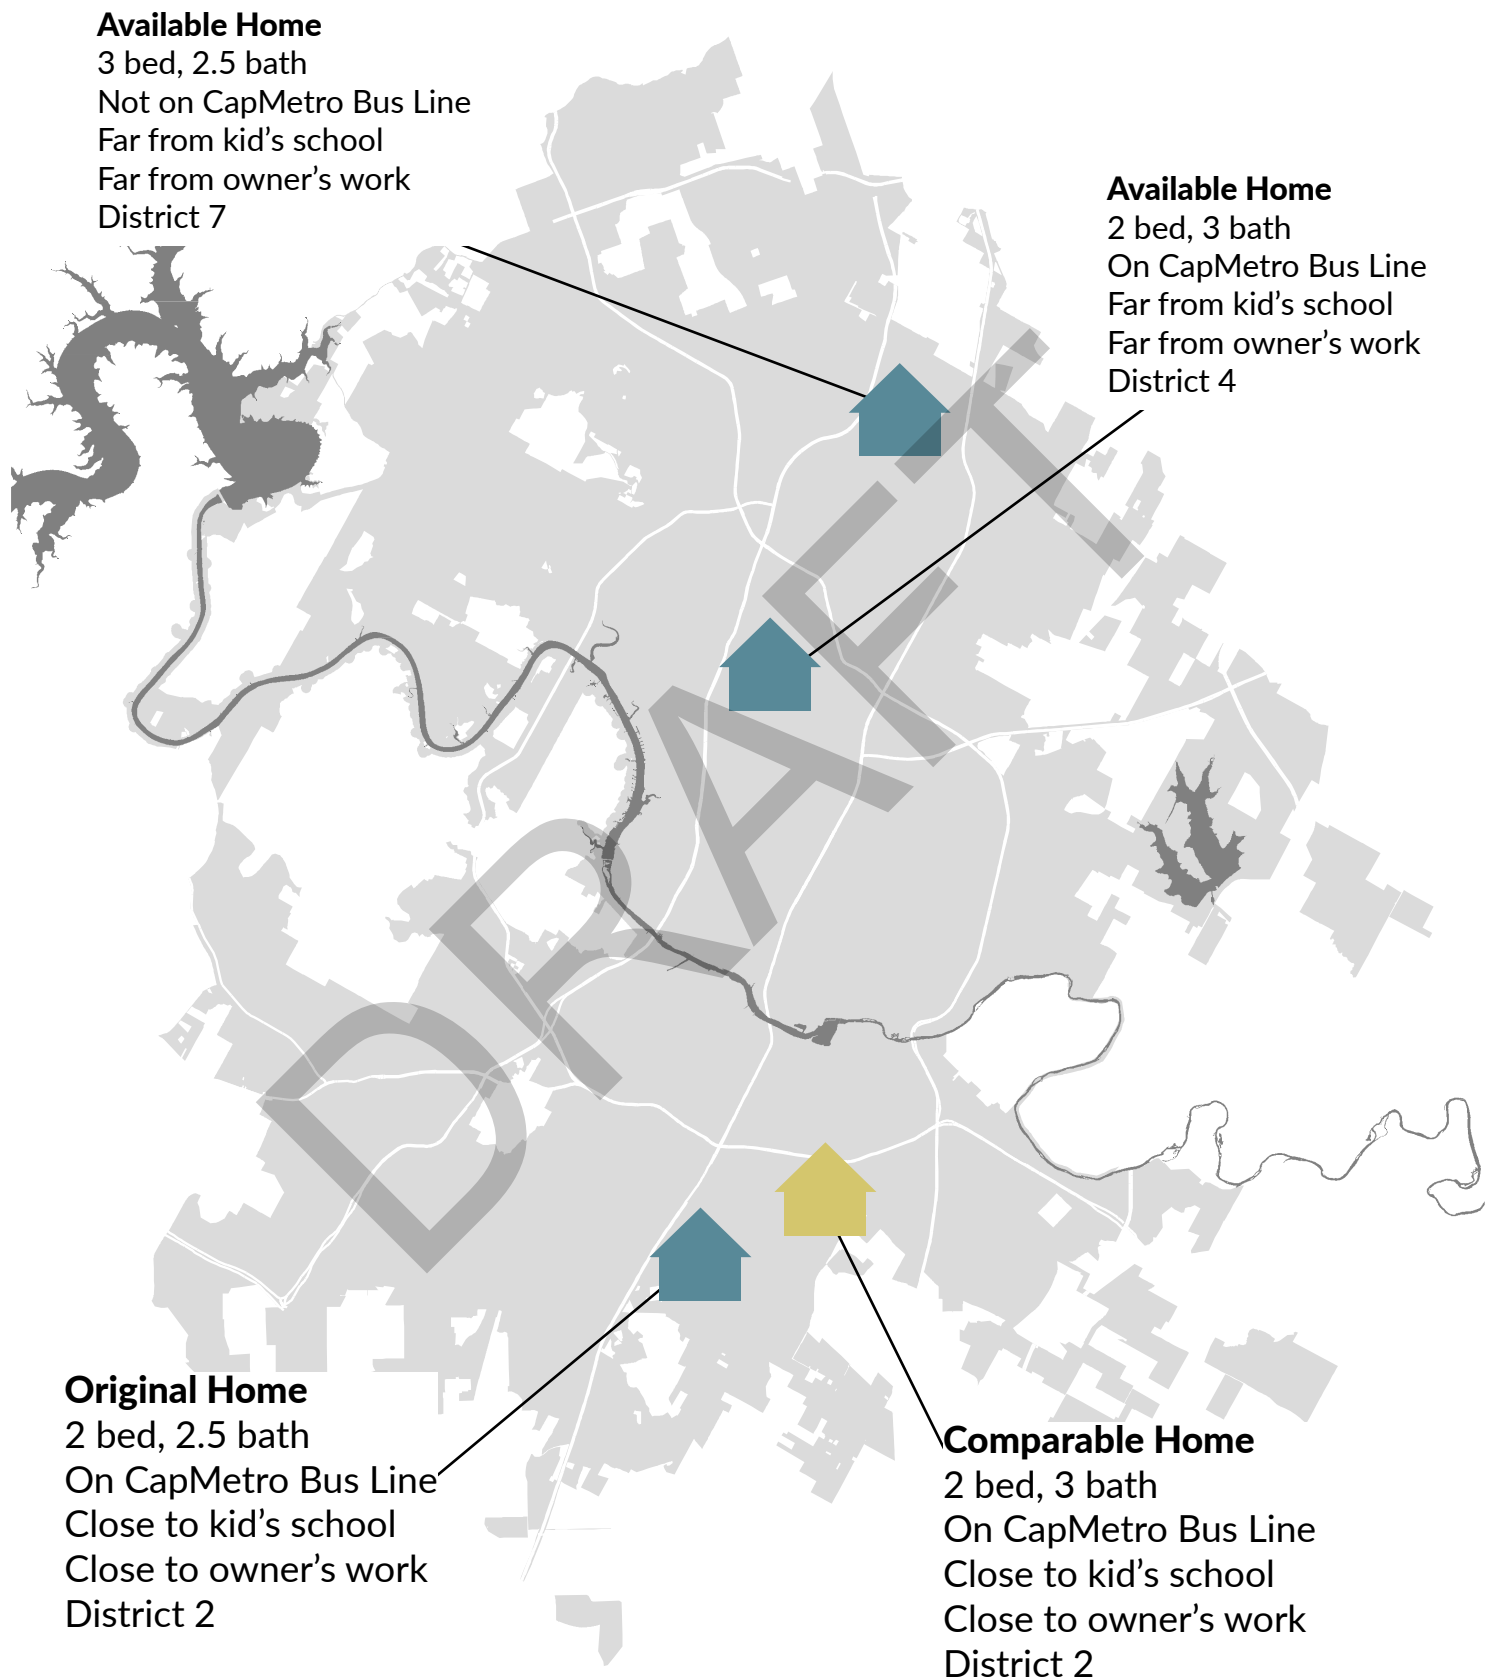 Available Home
3 bed, 2.5 bath
Not on CapMetro Bus Line
Far from kid’s school
Far from owner’s work
District 7
Available Home
2 bed, 3 bath
On CapMetro Bus Line
Far from kid’s school
Far from owner’s work
District 4
DRAFT
Original Home
2 bed, 2.5 bath
On CapMetro Bus Line
Close to kid’s school
Close to owner’s work
District 2
Comparable Home
2 bed, 3 bath
On CapMetro Bus Line
Close to kid’s school
Close to owner’s work
District 2